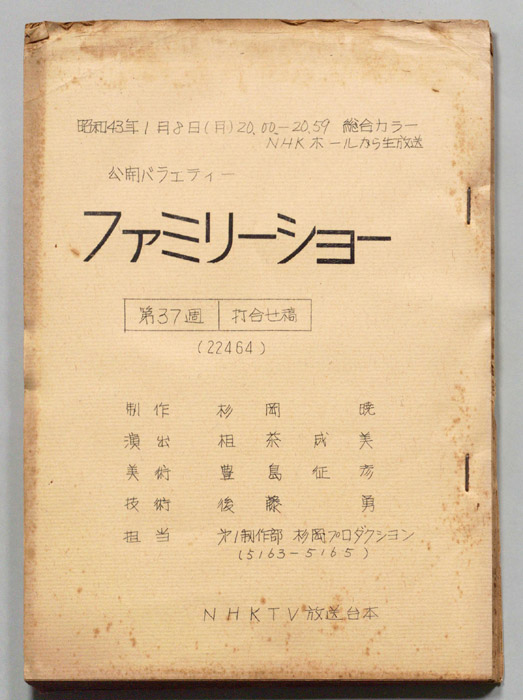 昭和43年1月8日(月)20.00-20.59 総合カラー
NHKホールから生放送
公開バラエティー
ファミリーショー
第37週 打合せ稿
(22464)
制作 杉岡 暁
演出 相茶成美
美術 豊島征彦
技術 後藤 勇
担当 第1制作部 杉岡プロダクション
(5163-5165)
NHKTV放送台本